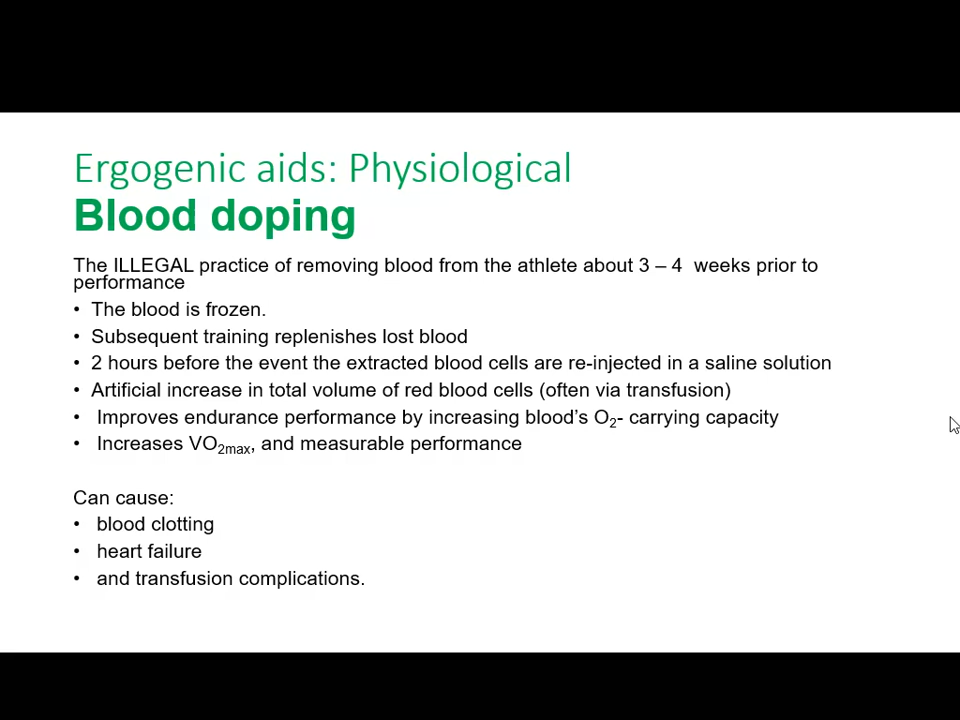 Ergogenic aids: Physiological
Blood doping
The ILLEGAL practice of removing blood from the athlete about 3 – 4  weeks prior to
performance
• The blood is frozen.
• Subsequent training replenishes lost blood
• 2 hours before the event the extracted blood cells are re-injected in a saline solution
• Artificial increase in total volume of red blood cells (often via transfusion)
• Improves endurance performance by increasing blood’s O₂- carrying capacity
• Increases VO2max, and measurable performance
Can cause:
• blood clotting
• heart failure
• and transfusion complications.